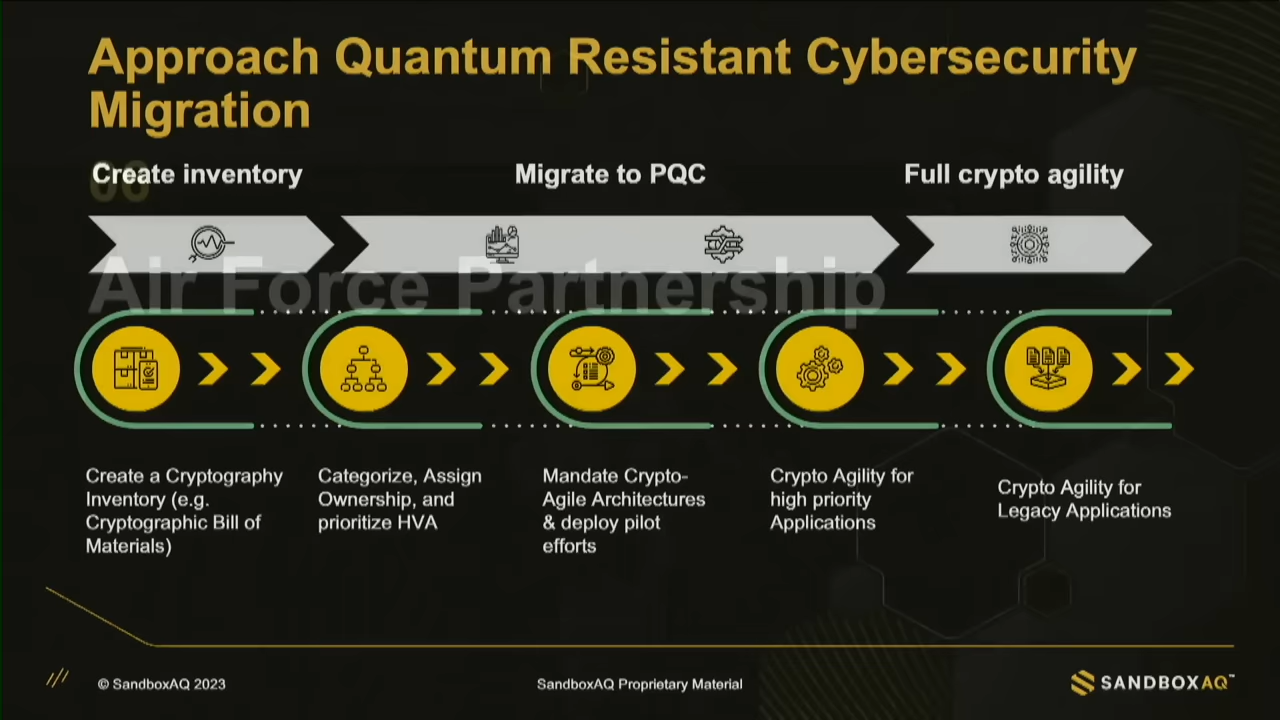 Approach Quantum Resistant Cybersecurity
Migration
06
Create inventory
Migrate to PQC
Full crypto agility
Air Force Partnership
Create a Cryptography
Inventory (e.g.
Cryptographic Bill of
Materials)
Categorize, Assign
Ownership, and
prioritize HVA
Mandate Crypto-
Agile Architectures
& deploy pilot
efforts
Crypto Agility for
high priority
Applications
Crypto Agility for
Legacy Applications
© SandboxAQ 2023
SandboxAQ Proprietary Material
SANDBOXAQ™